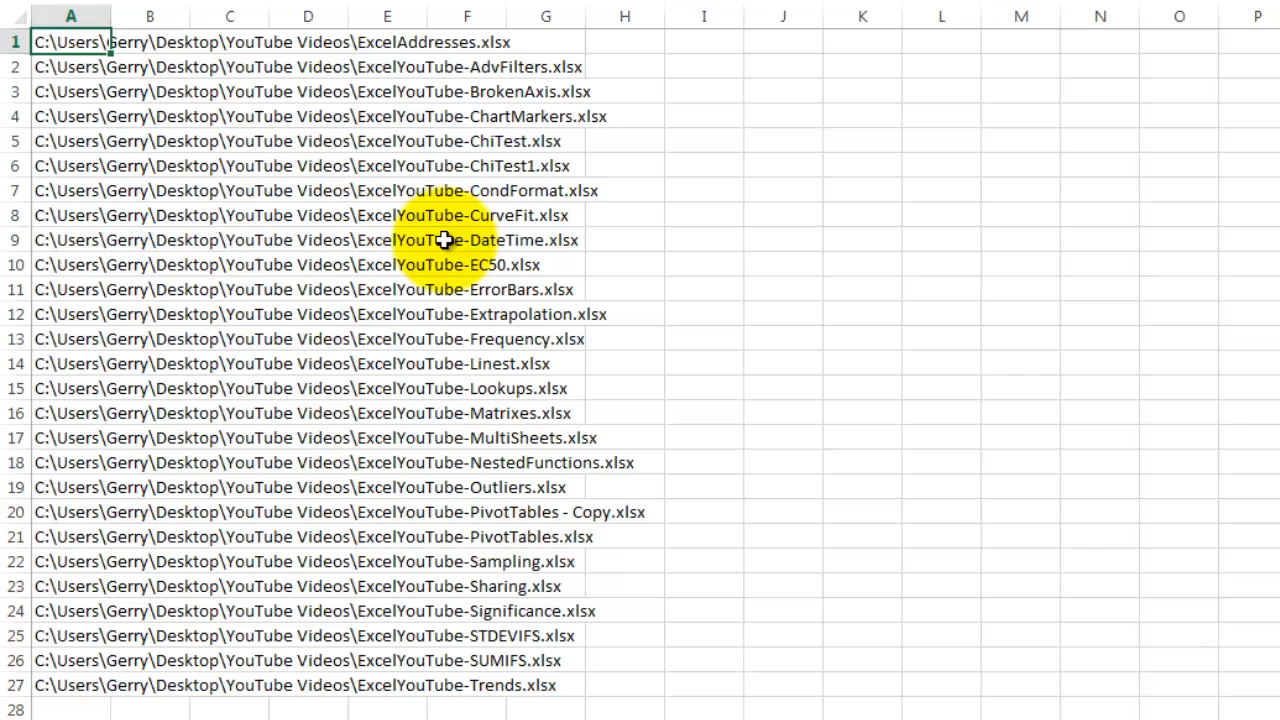 A B C D E F G H I J K L M N O P
1 C:\Users\Gerry\Desktop\YouTube Videos\ExcelAddresses.xlsx
2 C:\Users\Gerry\Desktop\YouTube Videos\ExcelYouTube-AdvFilters.xlsx
3 C:\Users\Gerry\Desktop\YouTube Videos\ExcelYouTube-BrokenAxis.xlsx
4 C:\Users\Gerry\Desktop\YouTube Videos\ExcelYouTube-ChartMarkers.xlsx
5 C:\Users\Gerry\Desktop\YouTube Videos\ExcelYouTube-ChiTest.xlsx
6 C:\Users\Gerry\Desktop\YouTube Videos\ExcelYouTube-ChiTest1.xlsx
7 C:\Users\Gerry\Desktop\YouTube Videos\ExcelYouTube-CondFormat.xlsx
8 C:\Users\Gerry\Desktop\YouTube Videos\ExcelYouTube-CurveFit.xlsx
9 C:\Users\Gerry\Desktop\YouTube Videos\ExcelYouTube-DateTime.xlsx
10 C:\Users\Gerry\Desktop\YouTube Videos\ExcelYouTube-EC50.xlsx
11 C:\Users\Gerry\Desktop\YouTube Videos\ExcelYouTube-ErrorBars.xlsx
12 C:\Users\Gerry\Desktop\YouTube Videos\ExcelYouTube-Extrapolation.xlsx
13 C:\Users\Gerry\Desktop\YouTube Videos\ExcelYouTube-Frequency.xlsx
14 C:\Users\Gerry\Desktop\YouTube Videos\ExcelYouTube-Linest.xlsx
15 C:\Users\Gerry\Desktop\YouTube Videos\ExcelYouTube-Lookups.xlsx
16 C:\Users\Gerry\Desktop\YouTube Videos\ExcelYouTube-Matrixes.xlsx
17 C:\Users\Gerry\Desktop\YouTube Videos\ExcelYouTube-MultiSheets.xlsx
18 C:\Users\Gerry\Desktop\YouTube Videos\ExcelYouTube-NestedFunctions.xlsx
19 C:\Users\Gerry\Desktop\YouTube Videos\ExcelYouTube-Outliers.xlsx
20 C:\Users\Gerry\Desktop\YouTube Videos\ExcelYouTube-PivotTables - Copy.xlsx
21 C:\Users\Gerry\Desktop\YouTube Videos\ExcelYouTube-PivotTables.xlsx
22 C:\Users\Gerry\Desktop\YouTube Videos\ExcelYouTube-Sampling.xlsx
23 C:\Users\Gerry\Desktop\YouTube Videos\ExcelYouTube-Sharing.xlsx
24 C:\Users\Gerry\Desktop\YouTube Videos\ExcelYouTube-Significance.xlsx
25 C:\Users\Gerry\Desktop\YouTube Videos\ExcelYouTube-STDEVIFS.xlsx
26 C:\Users\Gerry\Desktop\YouTube Videos\ExcelYouTube-SUMIFS.xlsx
27 C:\Users\Gerry\Desktop\YouTube Videos\ExcelYouTube-Trends.xlsx
28